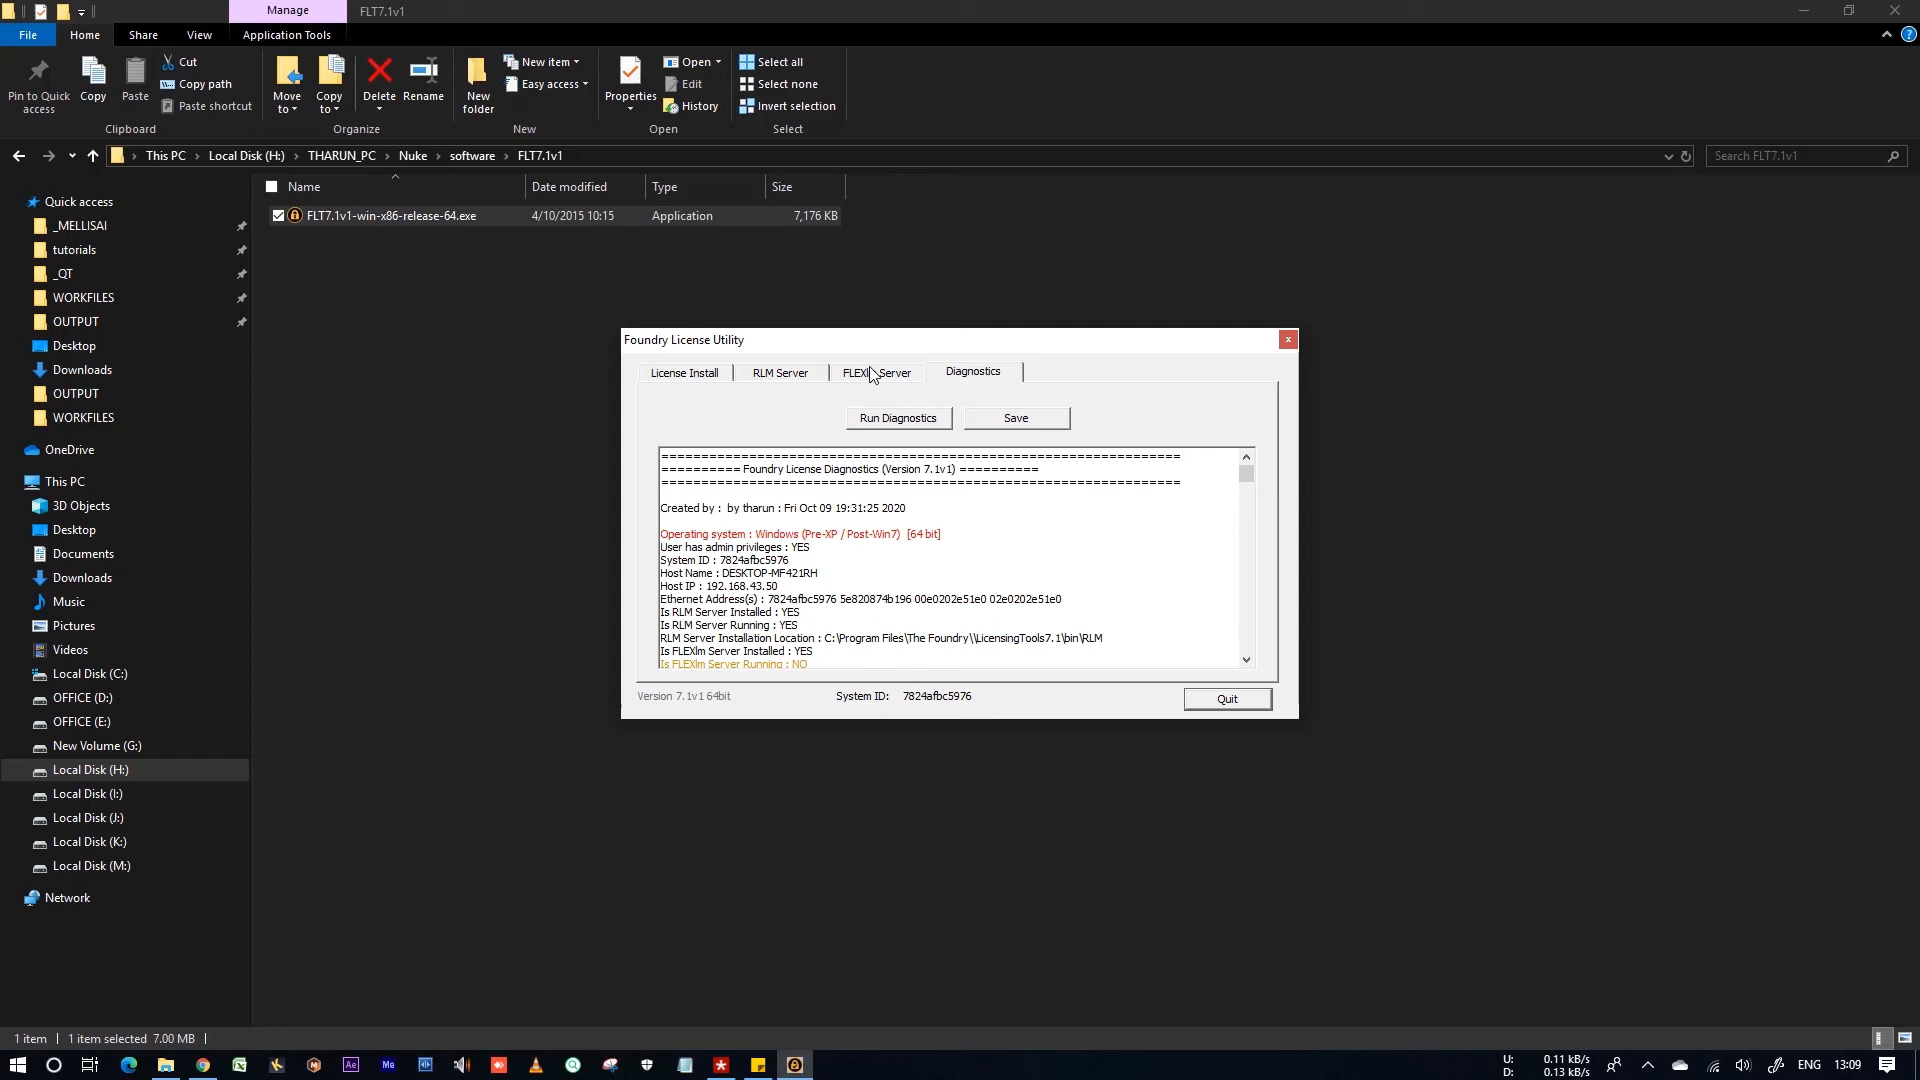 Manage
FLT7.1v1
File
Home
Share
View
Application Tools
Pin to Quick access
Copy
Paste
Cut
Copy path
Paste shortcut
Clipboard
Move to
Copy to
Delete
Rename
Organize
New folder
New item
Easy access
New
Properties
Open
Edit
History
Open
Select all
Select none
Invert selection
Select
This PC
Local Disk (H:)
THARUN_PC
Nuke
software
FLT7.1v1
Search FLT7.1v1
Name
Date modified
Type
Size
FLT7.1v1-win-x86-release-64.exe
4/10/2015 10:15
Application
7,176 KB
Quick access
_MELLISAI
tutorials
_QT
WORKFILES
OUTPUT
Desktop
Downloads
OUTPUT
WORKFILES
OneDrive
This PC
3D Objects
Desktop
Documents
Downloads
Music
Pictures
Videos
Local Disk (C:)
OFFICE (D:)
OFFICE (E:)
New Volume (G:)
Local Disk (H:)
Local Disk (I:)
Local Disk (J:)
Local Disk (K:)
Local Disk (M:)
Network
Foundry License Utility
License Install
RLM Server
Server
Diagnostics
Run Diagnostics
Save
========== Foundry License Diagnostics (Version 7.1v1) ==========
Created by : by tharun : Fri Oct 09 19:31:25 2020
Operating system : Windows (Pre-XP / Post-Win7) [64 bit]
User has admin privileges : YES
System ID : 7824afbc5976
Host Name : DESKTOP-MF421RH
Host IP : 192.168.43.50
Ethernet Address(s) : 7824afbc5976 5e820874b196 00e0202e51e0 02e0202e51e0
Is RLM Server Installed : YES
Is RLM Server Running : YES
RLM Server Installation Location : C:\Program Files\The Foundry\\LicensingTools7.1\bin\RLM
Is FLEXlm Server Installed : YES
Is FLEXlm Server Running : NO
Version 7.1v1 64bit
System ID: 7824afbc5976
Quit
1 item
1 item selected 7.00 MB
Ae
Me
U: 0.11 kB/s
D: 0.13 kB/s
ENG
13:09